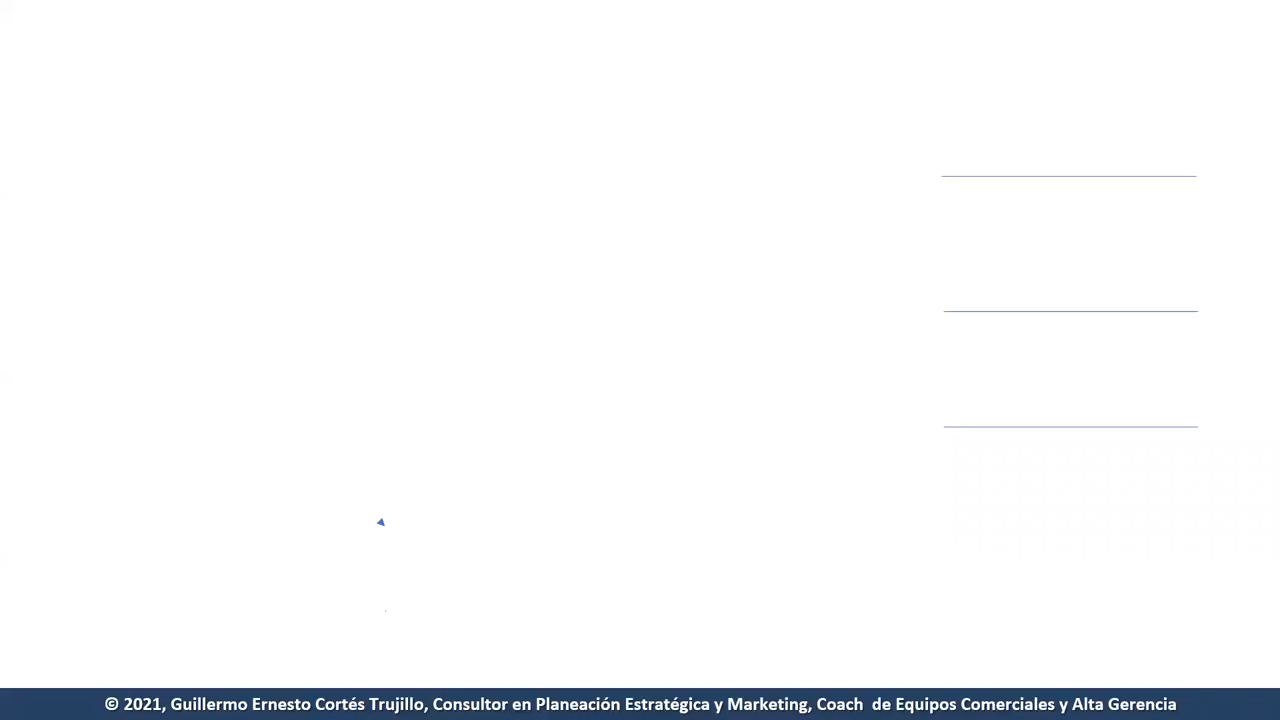 © 2021, Guillermo Ernesto Cortés Trujillo, Consultor en Planeación Estratégica y Marketing, Coach  de Equipos Comerciales y Alta Gerencia